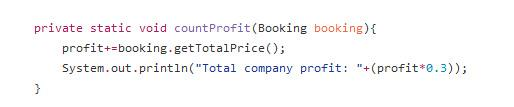 private static void countProfit(Booking booking){
profit+=booking.getTotalPrice();
System.out.println("Total company profit: "+(profit*0.3));
}